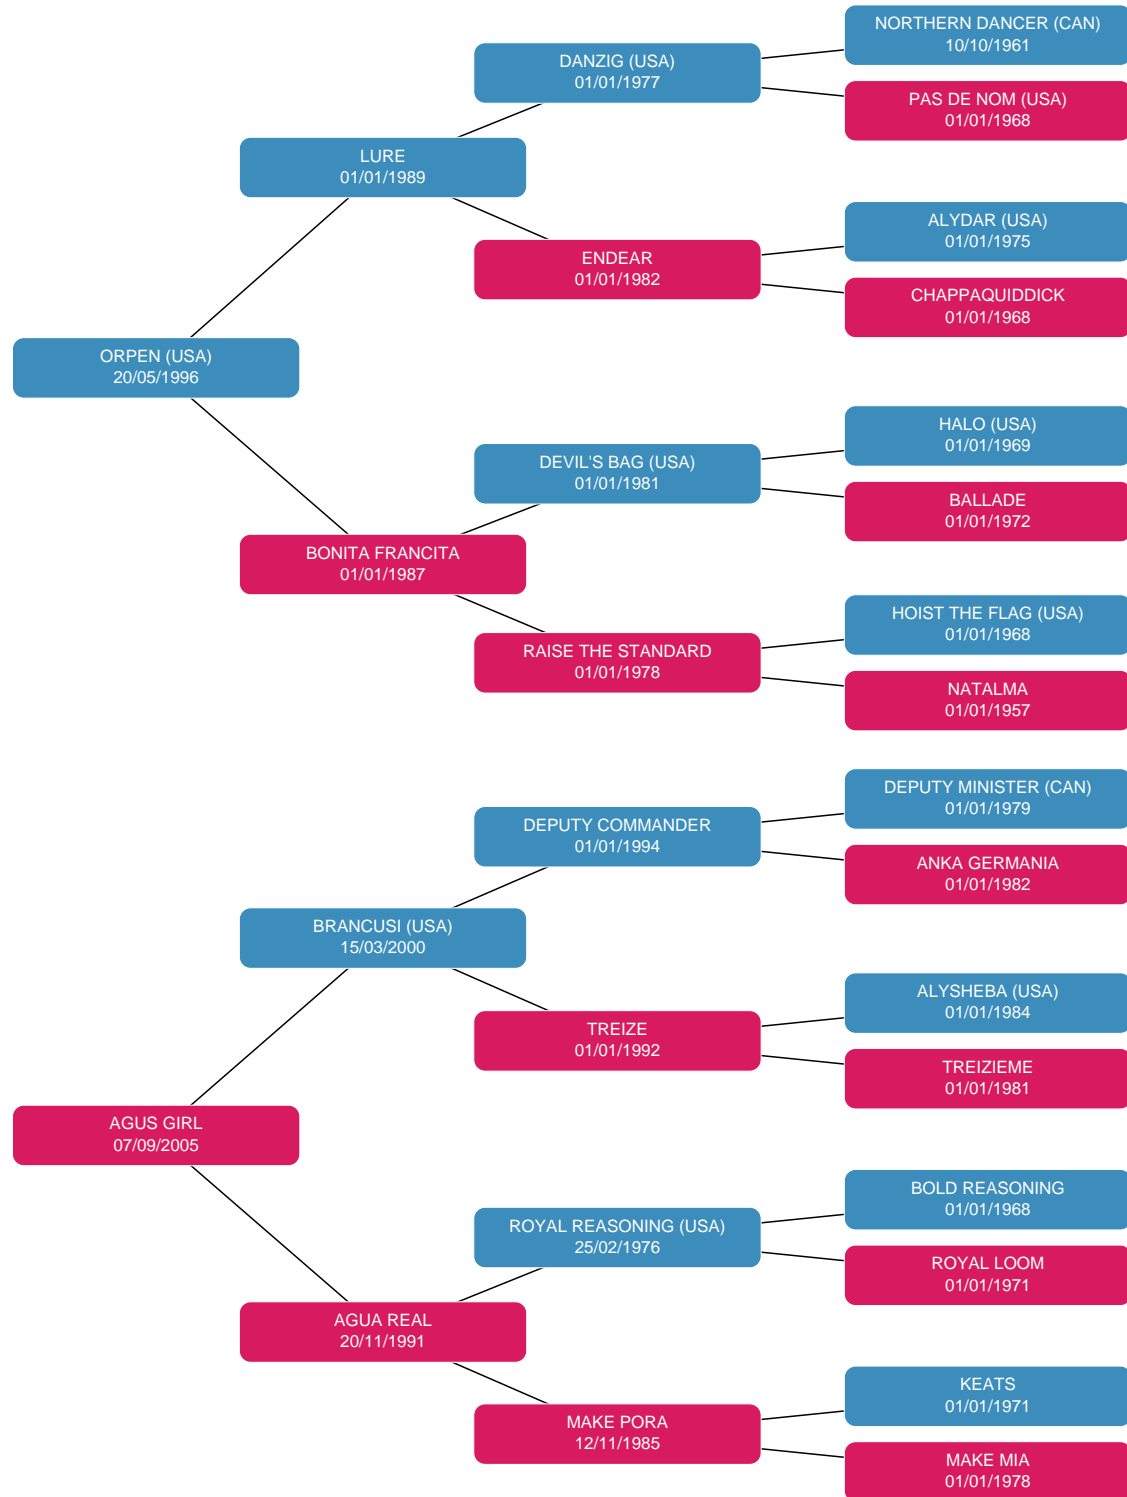 NORTHERN DANCER (CAN)
10/10/1961
DANZIG (USA)
01/01/1977
PAS DE NOM (USA)
01/01/1968
LURE
01/01/1989
ALYDAR (USA)
01/01/1975
ENDEAR
01/01/1982
CHAPPAQUIDDICK
01/01/1968
ORPEN (USA)
20/05/1996
HALO (USA)
01/01/1969
DEVIL'S BAG (USA)
01/01/1981
BALLADE
01/01/1972
BONITA FRANCITA
01/01/1987
HOIST THE FLAG (USA)
01/01/1968
RAISE THE STANDARD
01/01/1978
NATALMA
01/01/1957
DEPUTY MINISTER (CAN)
01/01/1979
DEPUTY COMMANDER
01/01/1994
ANKA GERMANIA
01/01/1982
BRANCUSI (USA)
15/03/2000
ALYSHEBA (USA)
01/01/1984
TREIZE
01/01/1992
TREIZIEME
01/01/1981
AGUS GIRL
07/09/2005
BOLD REASONING
01/01/1968
ROYAL REASONING (USA)
25/02/1976
ROYAL LOOM
01/01/1971
AGUA REAL
20/11/1991
KEATS
01/01/1971
MAKE PORA
12/11/1985
MAKE MIA
01/01/1978